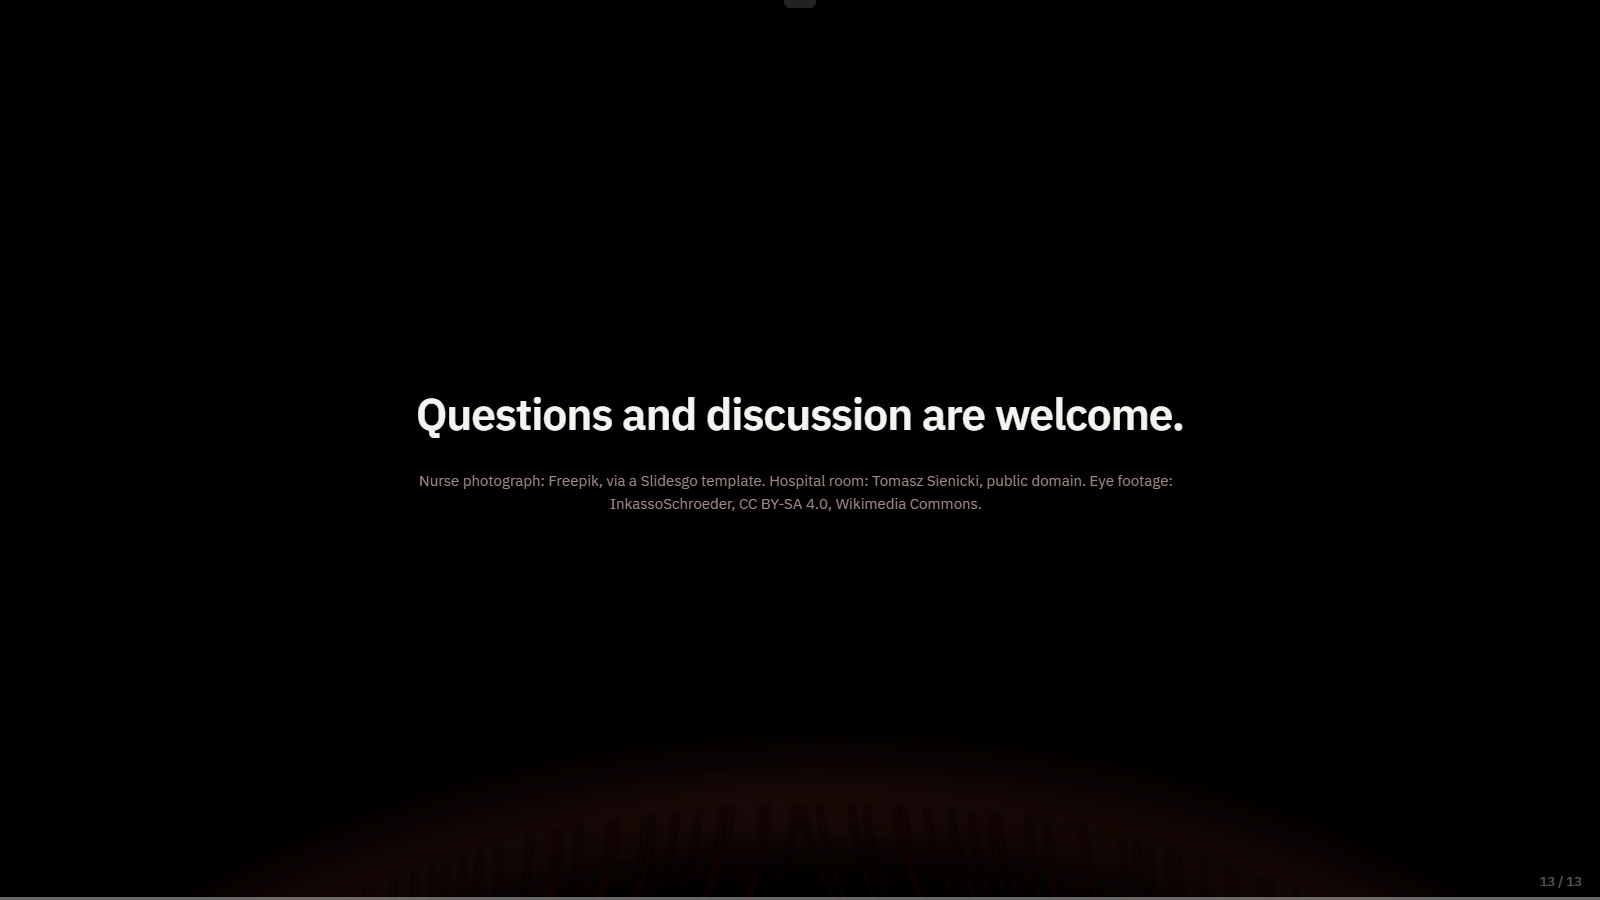 Questions and discussion are welcome.
Nurse photograph: Freepik, via a Slidesgo template. Hospital room: Tomasz Sienicki, public domain. Eye footage:
InkassoSchroeder, CC BY-SA 4.0, Wikimedia Commons.
13 / 13